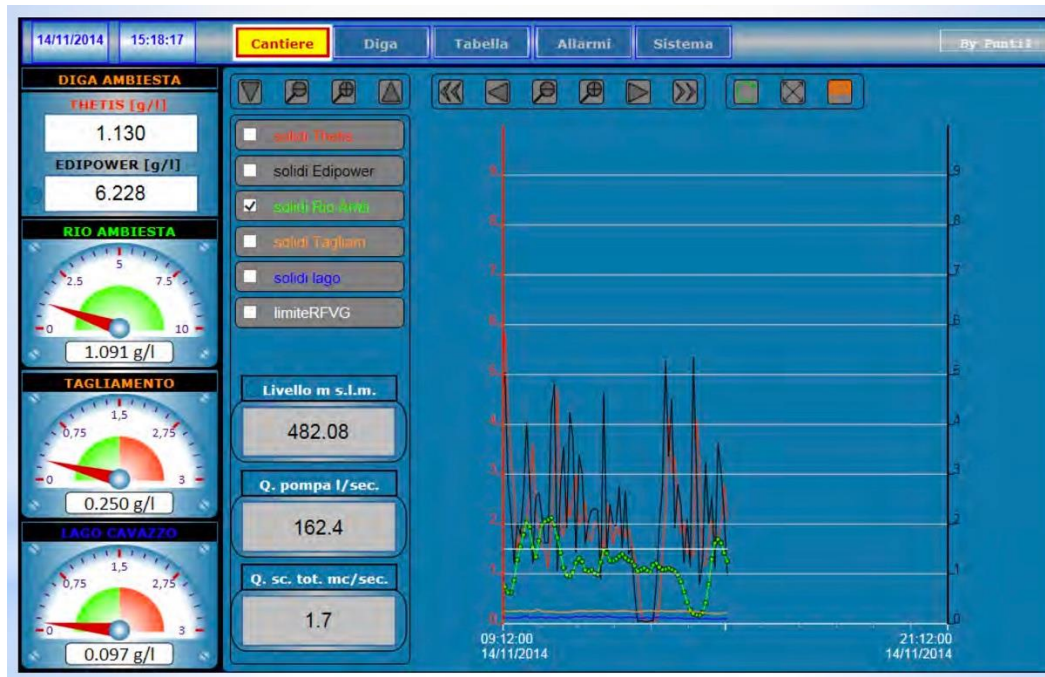 14/11/2014 15:18:17 Cantiere Diga Tabella Allarmi Sistema
DIGA AMBIESTA
THETIS [g/l]
1.130
EDIPOWER [g/l]
6.228
RIO AMBIESTA
0 2.5 5 7.5 10
1.091 g/l
TAGLIAMENTO
0 0,75 1,5 2,75 3
0.250 g/l
LAGO CAVAZZO
0 0,75 1,5 2,75 3
0.097 g/l
solidi Thetis
solidi Edipower
solidi Tagliam
solidi lago
limiteRFVG
Livello m s.l.m.
482.08
Q. pompa l/sec.
162.4
Q. sc. tot. mc/sec.
1.7
9
8
7
6
5
4
3
2
1
0
09:12:00 21:12:00
14/11/2014 14/11/2014